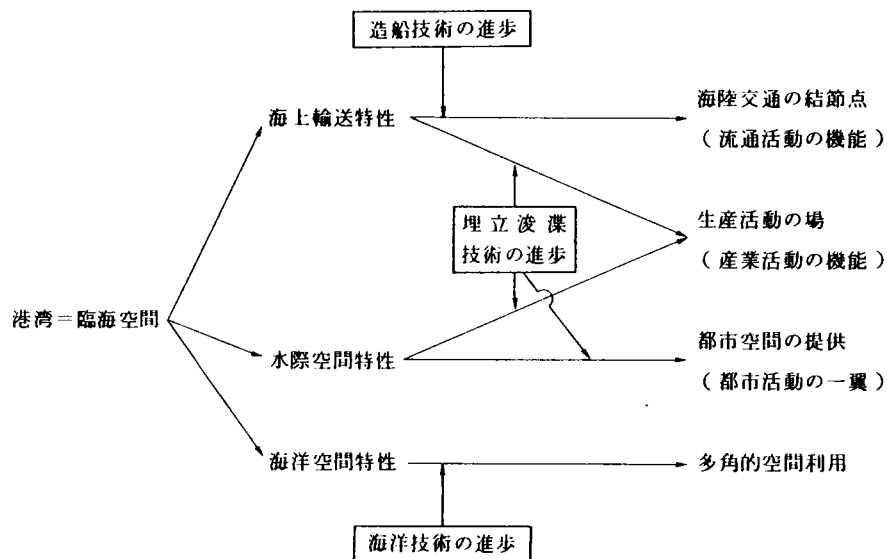 造船技術の進歩
海上輸送特性
海陸交通の結節点
(流通活動の機能)
埋立浚渫
技術の進歩
生産活動の場
(産業活動の機能)
港湾=臨海空間
水際空間特性
都市空間の提供
(都市活動の一翼)
海洋空間特性
多角的空間利用
海洋技術の進歩